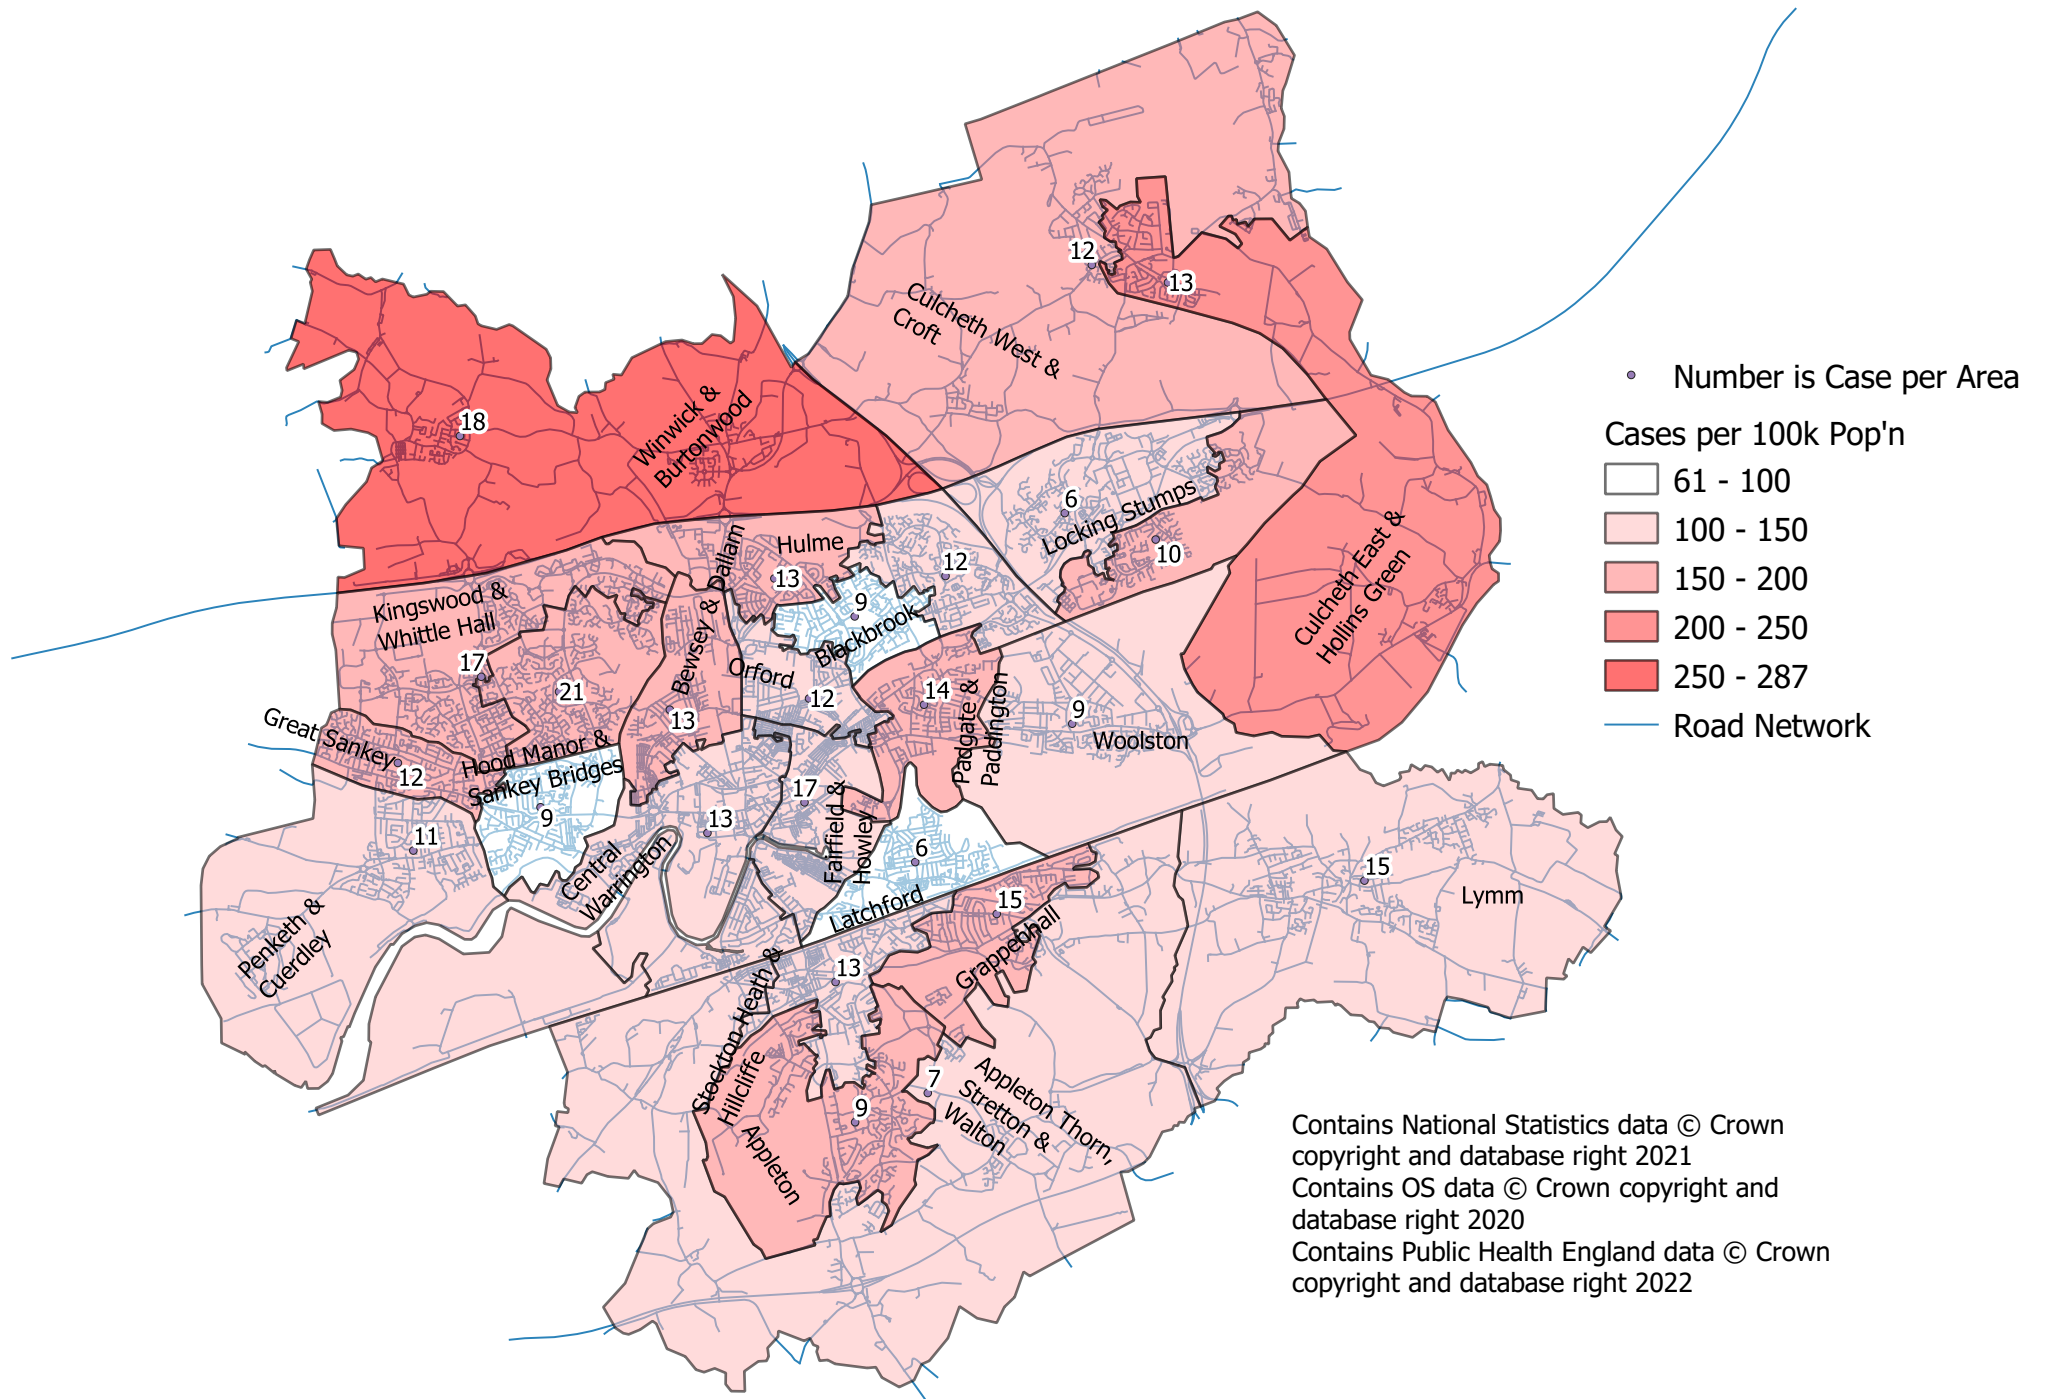 12
13
Culcheth West &
Croft
18
Winwick &
Burtonwood
Number is Case per Area
Cases per 100k Pop'n
61 - 100
100 - 150
150 - 200
200 - 250
250 - 287
Road Network
6
Locking Stumps
10
Culcheth East &
Hollins Green
Hulme
13
12
9
Blackbrook
Kingswood &
Whittle Hall
17
21
Bewsey & Dallam
13
Orford
12
14
Padgate &
Paddington
9
Woolston
Great Sankey
12
Hood Manor &
Sankey Bridges
9
11
13
Central
Warrington
17
Fairfield &
Howley
6
Latchford
15
Lymm
15
Grappenhall
Penketh &
Cuerdley
13
Stockton Heath &
Hillcliffe
7
9
Appleton
Appleton Thorn,
Stretton &
Walton
Contains National Statistics data © Crown
copyright and database right 2021
Contains OS data © Crown copyright and
database right 2020
Contains Public Health England data © Crown
copyright and database right 2022